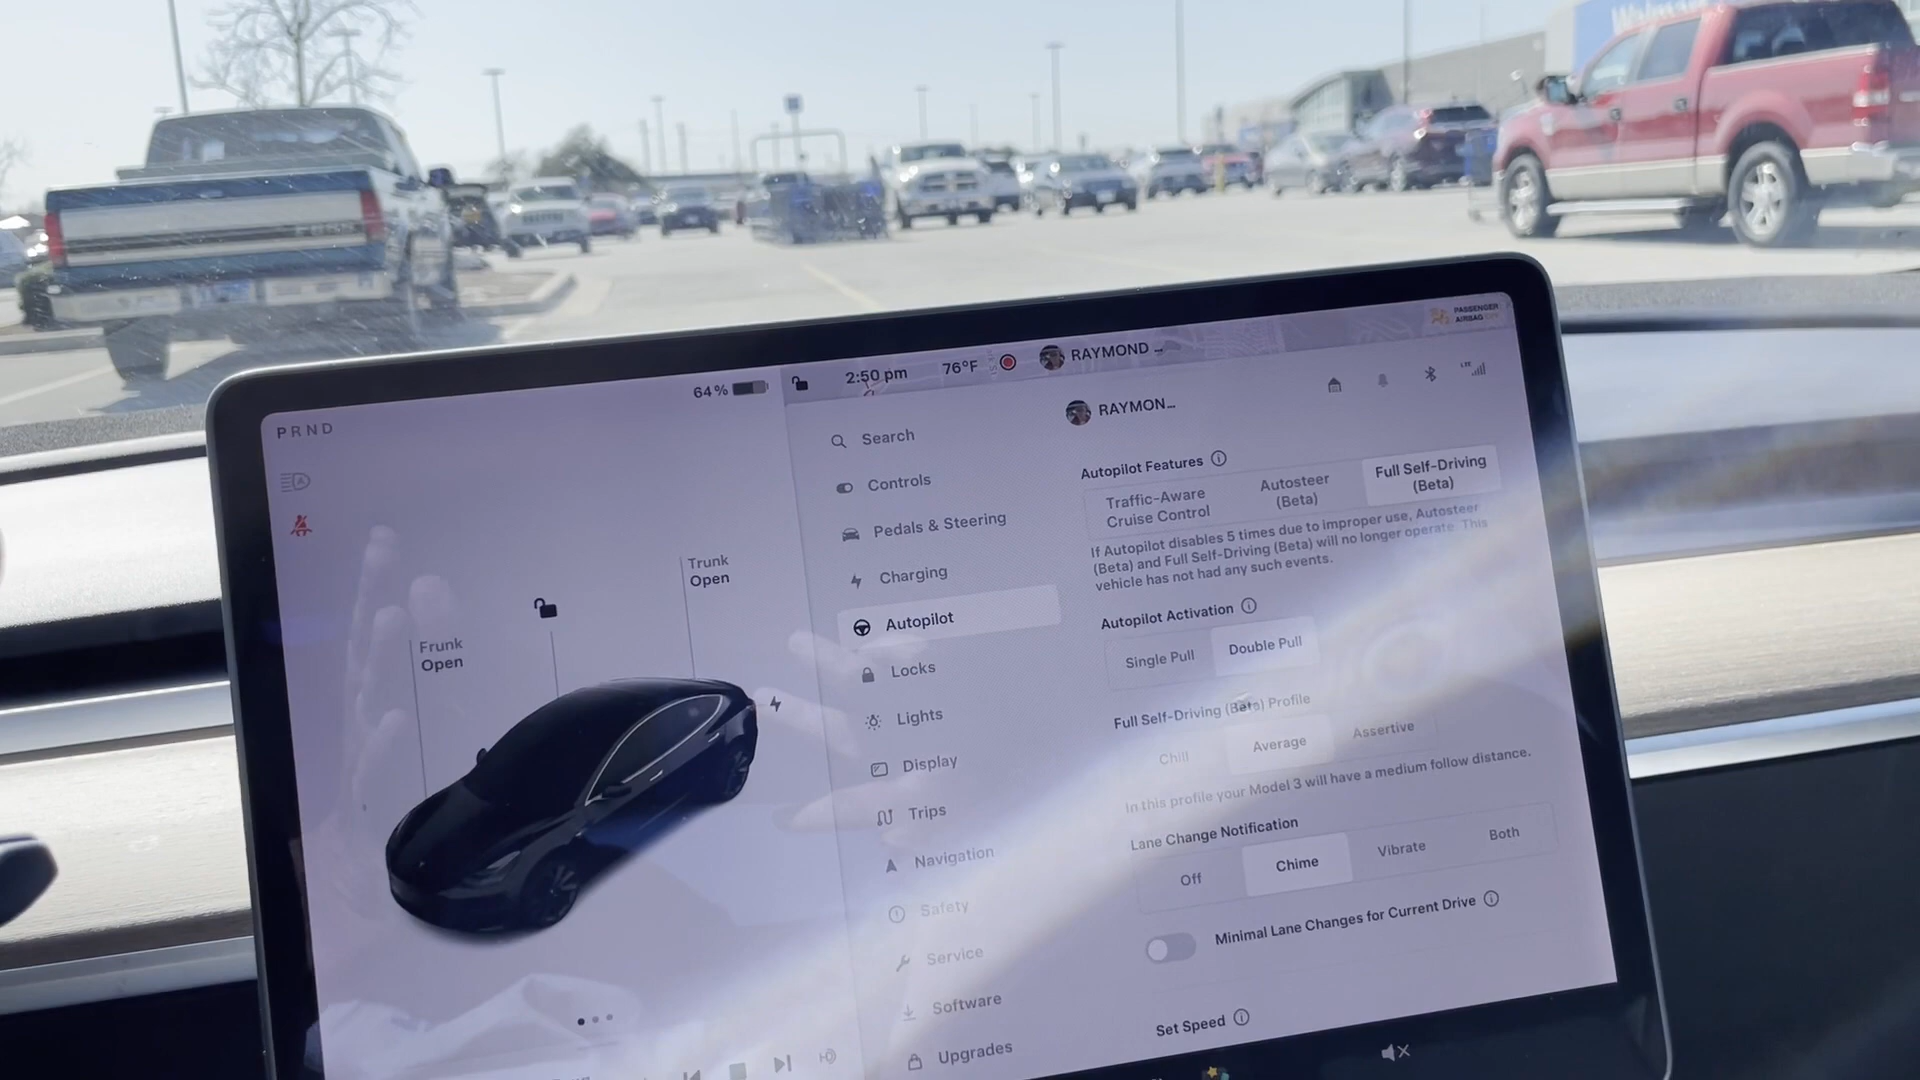 Walmart
PASSENGER
AIRBAG
64%
2:50 pm
76°F
RAYMOND ...
PRND
LTE
RAYMON...
Search
Controls
Pedals & Steering
Charging
Autopilot
Locks
Lights
Display
Trips
Navigation
Safety
Service
Software
Upgrades
Trunk
Open
Frunk
Open
Autopilot Features
Traffic-Aware
Cruise Control
Autosteer
(Beta)
Full Self-Driving
(Beta)
If Autopilot disables 5 times due to improper use, Autosteer
(Beta) and Full Self-Driving (Beta) will no longer operate. This
vehicle has not had any such events.
Autopilot Activation
Single Pull
Double Pull
Full Self-Driving (Beta) Profile
Chill
Average
Assertive
In this profile your Model 3 will have a medium follow distance.
Lane Change Notification
Off
Chime
Vibrate
Both
Minimal Lane Changes for Current Drive
Set Speed